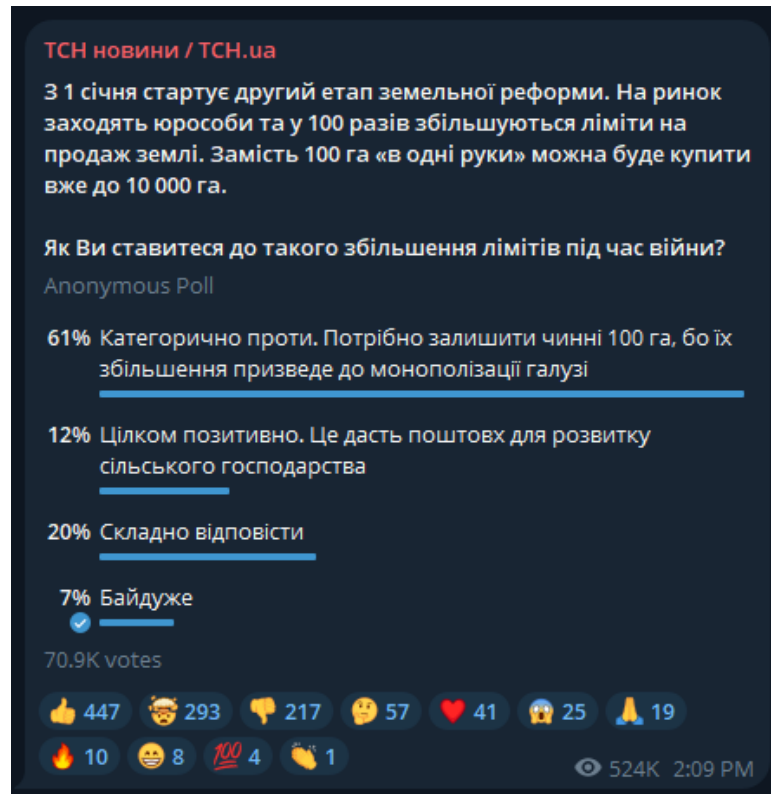 ТСН новини / ТСН.ua
З 1 січня стартує другий етап земельної реформи. На ринок
заходять юрособи та у 100 разів збільшуються ліміти на
продаж землі. Замість 100 га «в одні руки» можна буде купити
вже до 10 000 га.
Як Ви ставитеся до такого збільшення лімітів під час війни?
Anonymous Poll
61% Категорично проти. Потрібно залишити чинні 100 га, бо їх
збільшення призведе до монополізації галузі
12% Цілком позитивно. Це дасть поштовх для розвитку
сільського господарства
20% Складно відповісти
7% Байдуже
70.9K votes
👍 447 🤯 293 👎 217 🤔 57 ❤️ 41 😱 25 🙏 19
🔥 10 😁 8 💯 4 👏 1
524K 2:09 PM